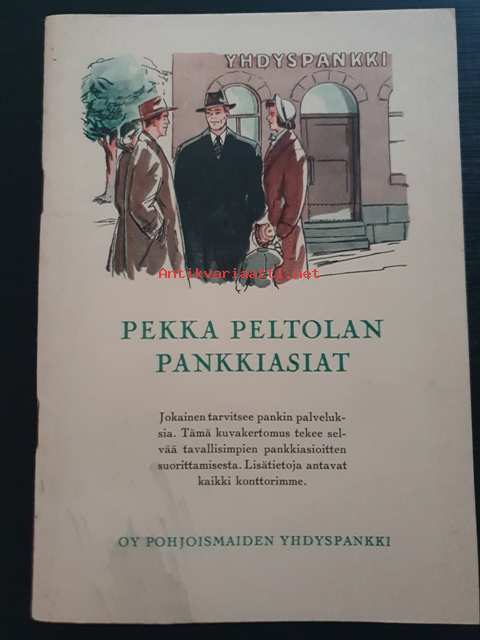 YHDYSPANKKI
Antikvariaatti.net
PEKKA PELTOLAN
PANKKIASIAT
Jokainen tarvitsee pankin palveluk-
sia. Tämä kuvakertomus tekee sel-
vää tavallisimpien pankkiasioitten
suorittamisesta. Lisätietoja antavat
kaikki konttorimme.
OY POHJOISMAIDEN YHDYSPANKKI